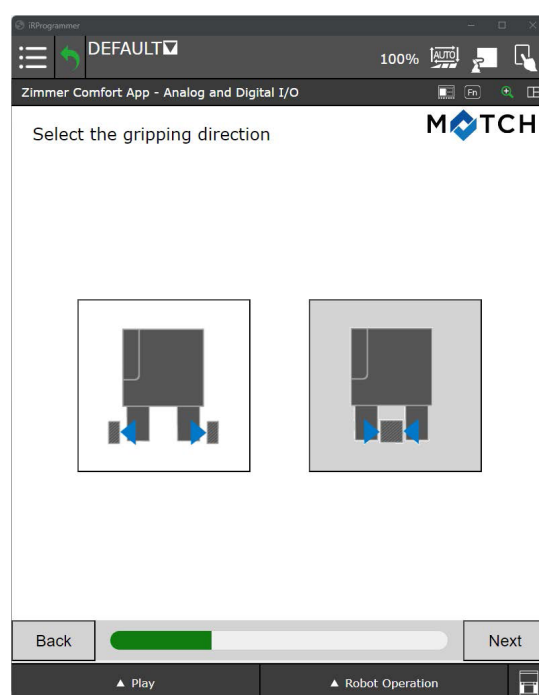 iRProgrammer
DEFAULT
100%
AUTO
Zimmer Comfort App - Analog and Digital I/O
Fn
Select the gripping direction
MATCH
Back
Next
▲ Play
▲ Robot Operation